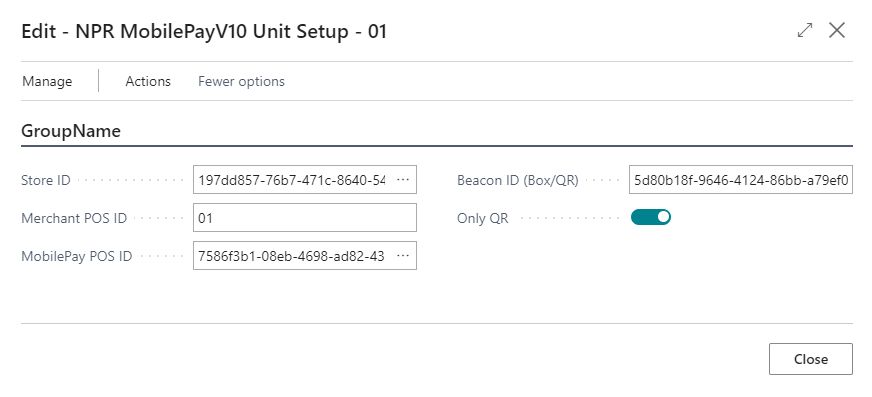 Edit - NPR MobilePayV10 Unit Setup - 01
Manage Actions Fewer options
GroupName
Store ID 197dd857-76b7-471c-8640-54 ...
Merchant POS ID 01
MobilePay POS ID 7586f3b1-08eb-4698-ad82-43 ...
Beacon ID (Box/QR) 5d80b18f-9646-4124-86bb-a79ef0
Only QR
Close